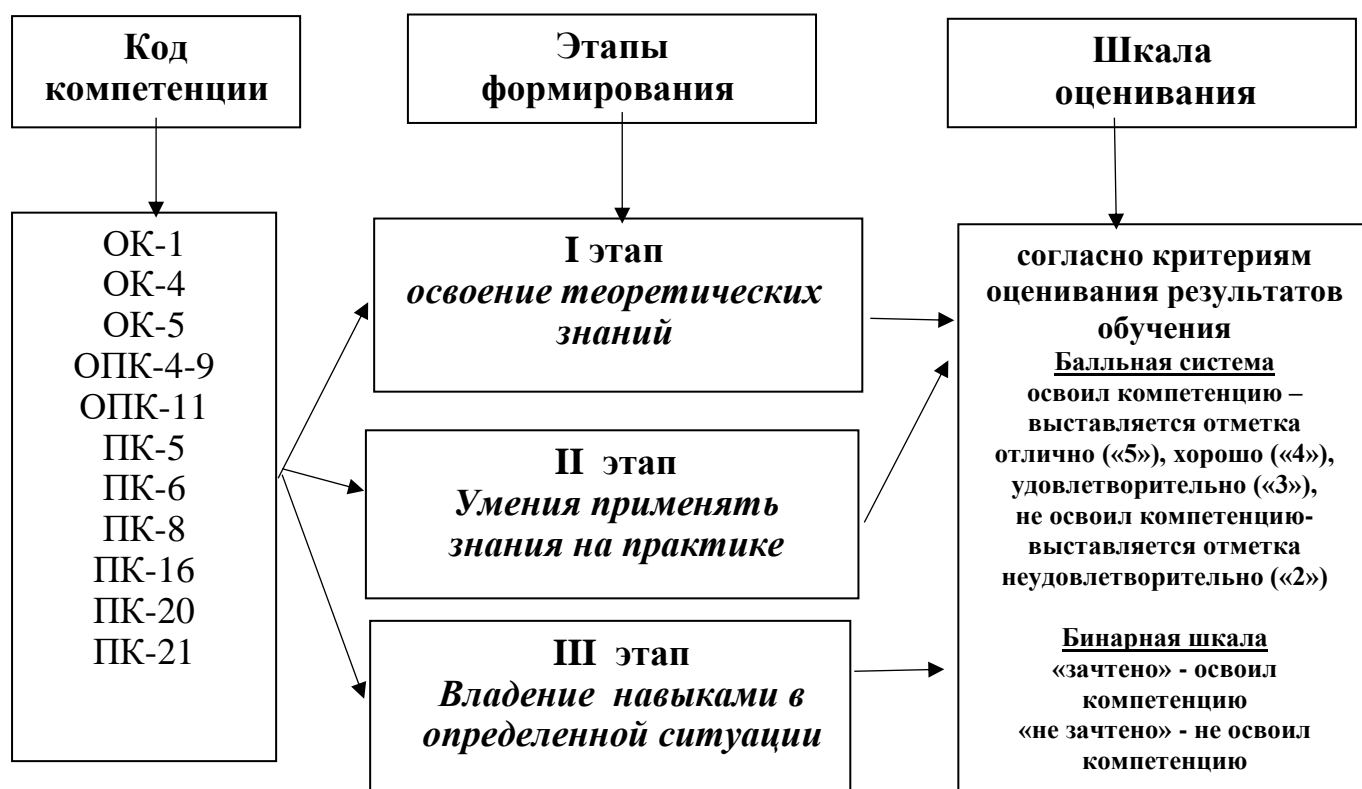 Код
компетенции
Этапы
формирования
Шкала
оценивания
ОК-1
ОК-4
ОК-5
ОПК-4-9
ОПК-11
ПК-5
ПК-6
ПК-8
ПК-16
ПК-20
ПК-21
I этап
освоение теоретических
знаний
II этап
Умения применять
знания на практике
III этап
Владение навыками в
определенной ситуации
согласно критериям
оценивания результатов
обучения
Балльная система
освоил компетенцию –
выставляется отметка
отлично («5»), хорошо («4»),
удовлетворительно («3»),
не освоил компетенцию-
выставляется отметка
неудовлетворительно («2»)
Бинарная шкала
«зачтено» - освоил
компетенцию
«не зачтено» - не освоил
компетенцию